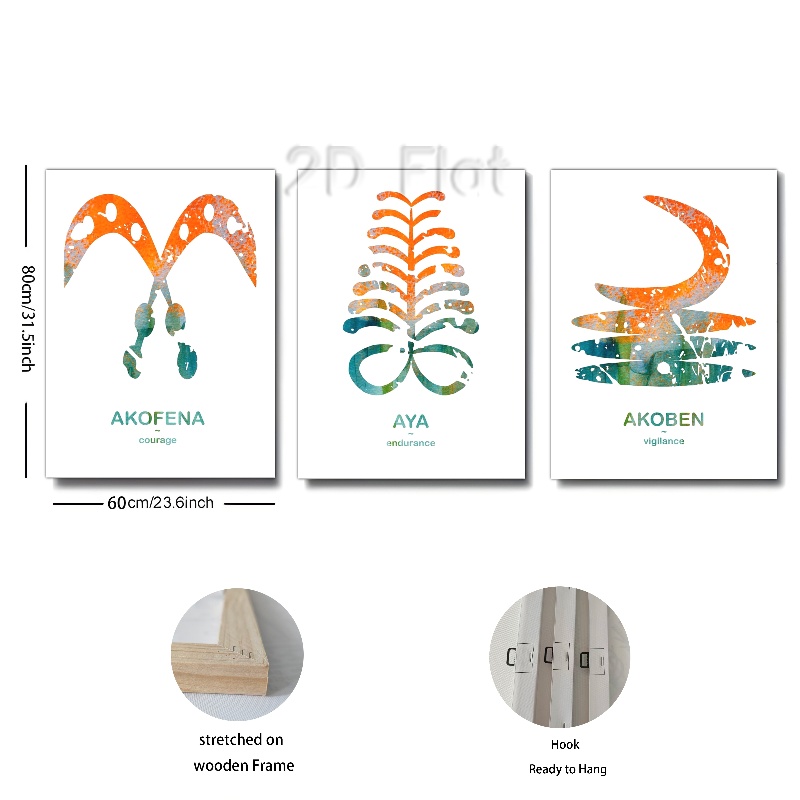 2D Flat
80cm/31.5inch
AKOFENA
~
courage
AYA
~
endurance
AKOBEN
~
vigilance
60cm/23.6inch
stretched on
wooden Frame
Hook
Ready to Hang